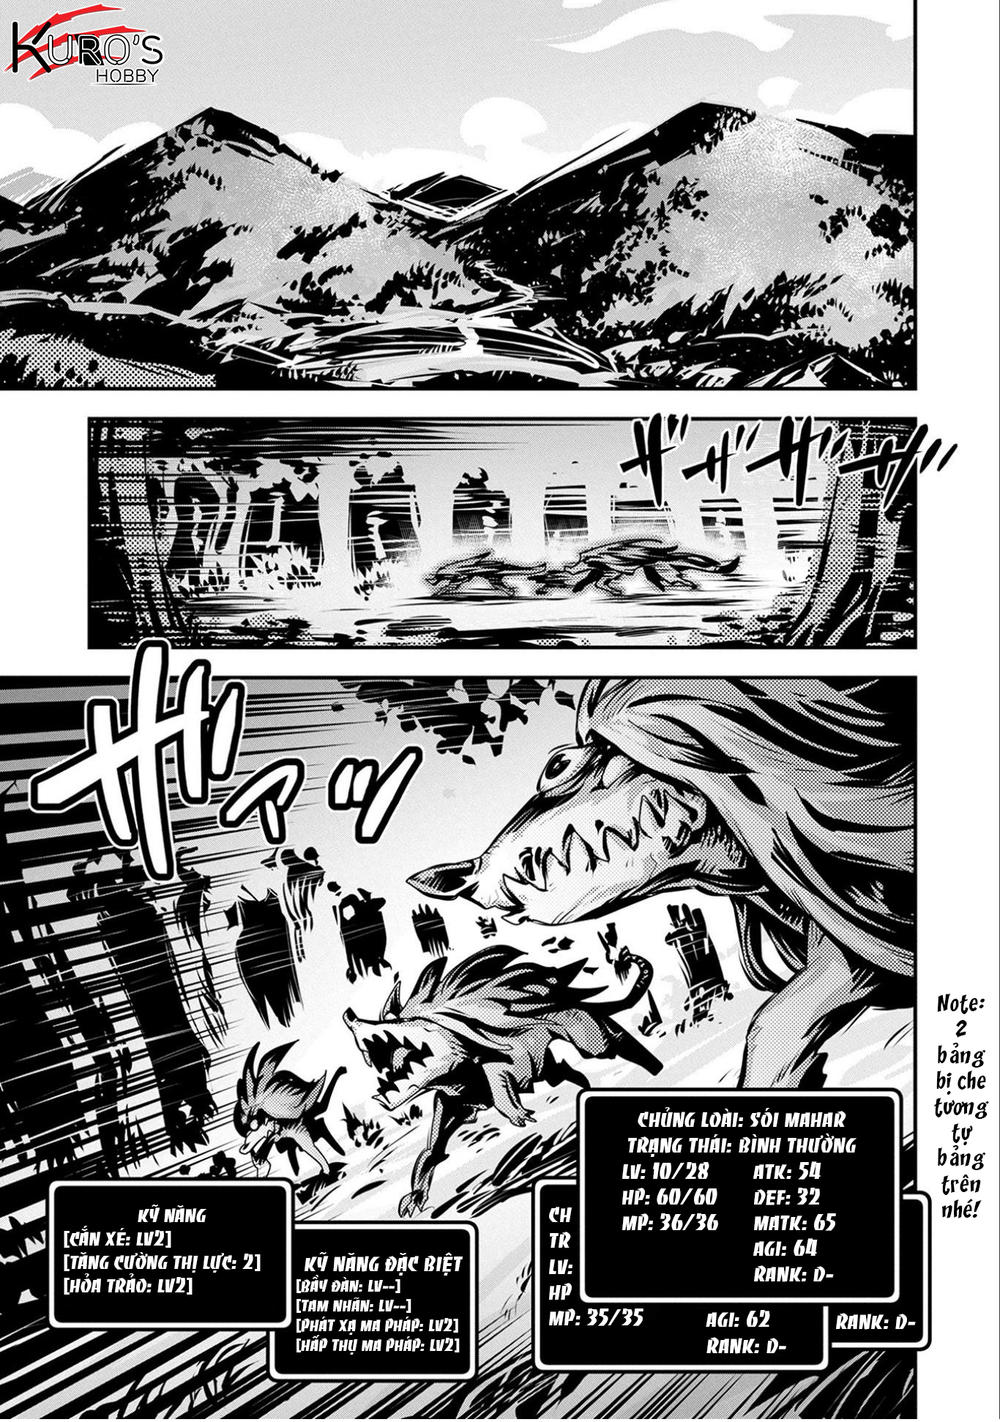 KURO'S
HOBBY
ザザザザザッ
ザァッ
Note:
2
bảng
bị che
tương
tự
bảng
trên
nhé!
CHỦNG LOÀI: SÓI MAHAR
TRẠNG THÁI: BÌNH THƯỜNG
LV: 10/28 ATK: 54
HP: 60/60 DEF: 32
MP: 36/36 MATK: 65
AGI: 64
RANK: D-
CH
TR
LV:
HP
MP: 35/35 AGI: 62
RANK: D-
RANK: D-
KỸ NĂNG
[CẮN XÉ: LV2]
[TĂNG CƯỜNG THỊ LỰC: 2]
[HỎA TRẢO: LV2]
KỸ NĂNG ĐẶC BIỆT
[BẦY ĐÀN: LV--]
[TAM NHÃN: LV--]
[PHÁT XẠ MA PHÁP: LV2]
[HẤP THỤ MA PHÁP: LV2]